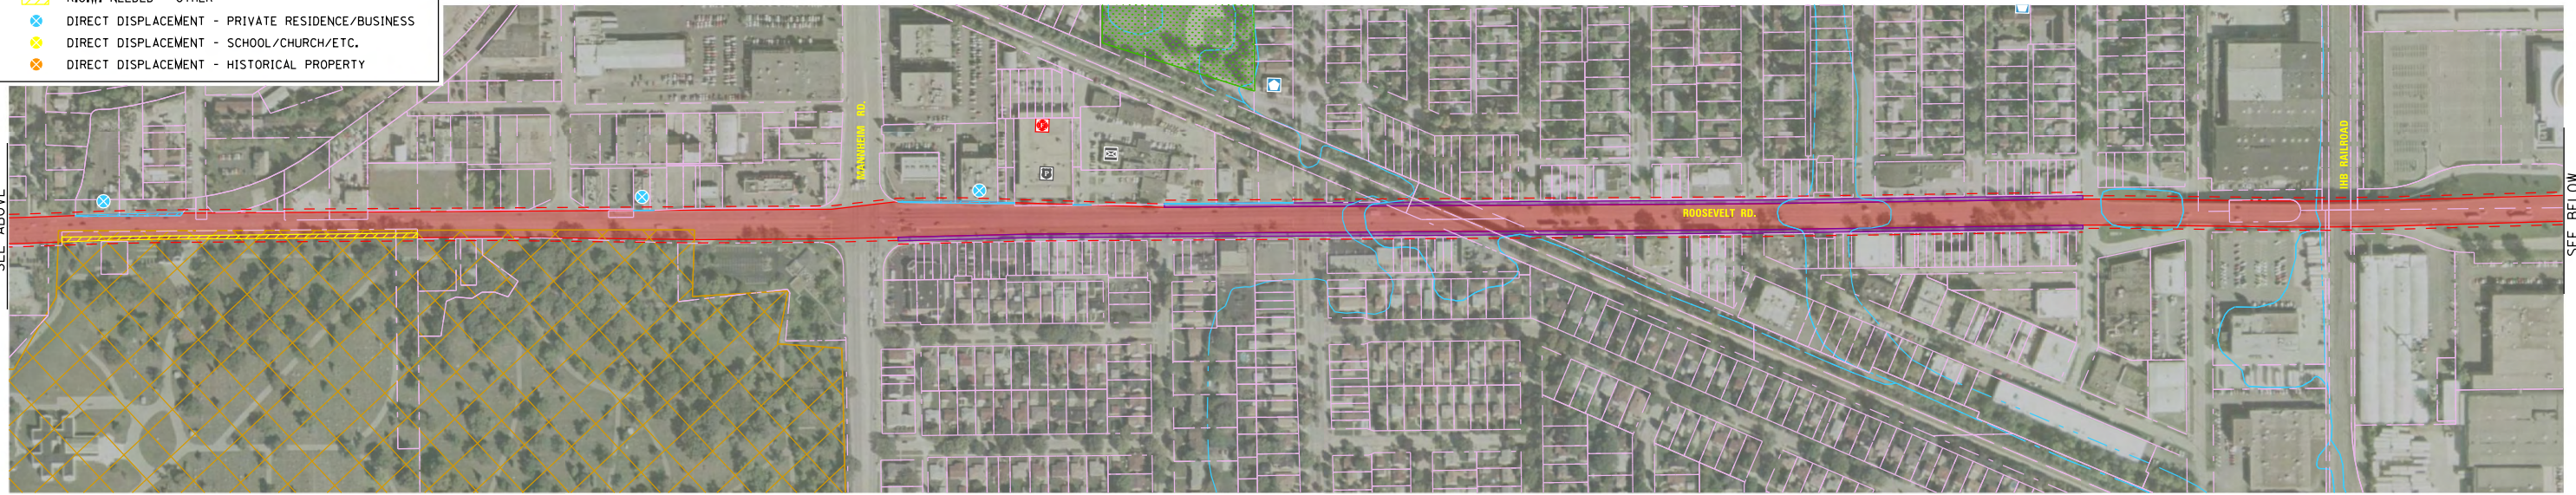 DIRECT DISPLACEMENT - PRIVATE RESIDENCE/BUSINESS
DIRECT DISPLACEMENT - SCHOOL/CHURCH/ETC.
DIRECT DISPLACEMENT - HISTORICAL PROPERTY
MANNHEIM RD.
IHB RAILROAD
ROOSEVELT RD.
SEE ABOVE
SEE BELOW
P